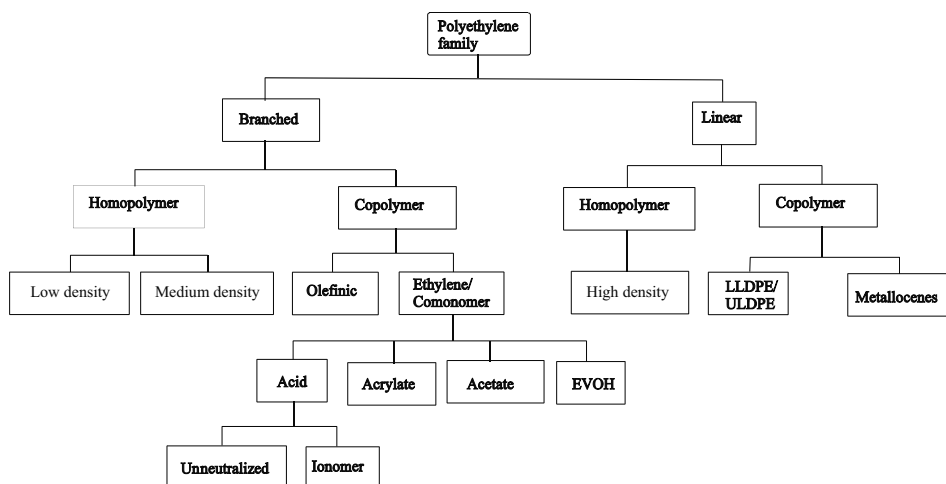 Polyethylene
family
Branched
Linear
Homopolymer
Copolymer
Homopolymer
Copolymer
Low density
Medium density
Olefinic
Ethylene/
Comonomer
High density
LLDPE/
ULDPE
Metallocenes
Acid
Acrylate
Acetate
EVOH
Unneutralized
Ionomer